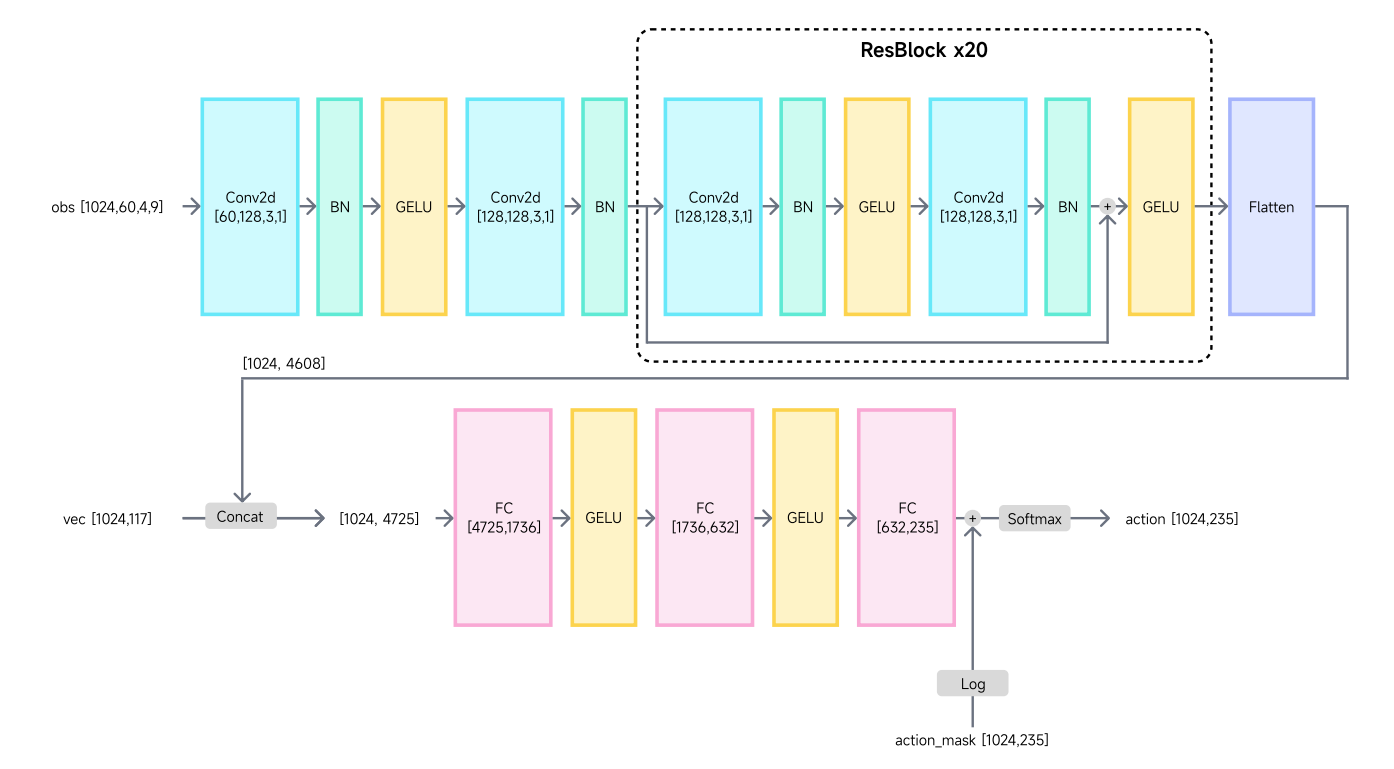 ResBlock x20
obs [1024,60,4,9]
Conv2d
[60,128,3,1]
BN
GELU
Conv2d
[128,128,3,1]
BN
Conv2d
[128,128,3,1]
BN
GELU
Conv2d
[128,128,3,1]
BN
+
GELU
Flatten
[1024, 4608]
vec [1024,117]
Concat
[1024, 4725]
FC
[4725,1736]
GELU
FC
[1736,632]
GELU
FC
[632,235]
+
Softmax
action [1024,235]
Log
action_mask [1024,235]